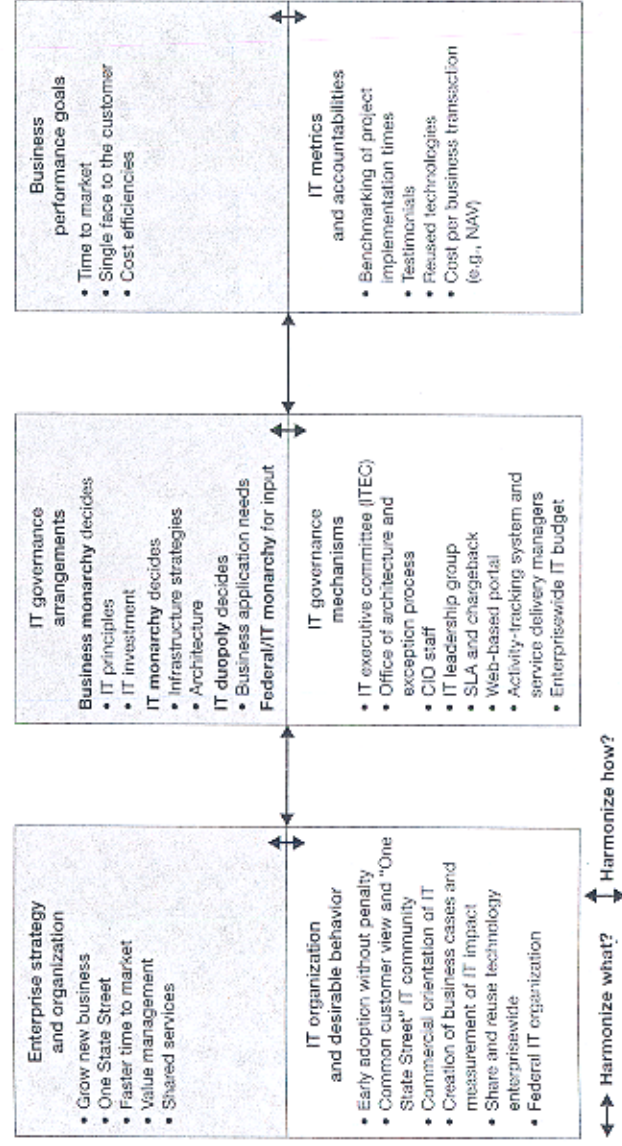 Enterprise strategy
and organization
• Grow new business
• One State Street
• Faster time to market
• Value management
• Shared services
IT organization
and desirable behavior
• Early adoption without penalty
• Common customer view and "One
State Street" IT community
• Commercial orientation of IT
• Creation of business cases and
measurement of IT impact
• Share and reuse technology
enterprisewide
• Federal IT organization
IT governance
arrangements
Business monarchy decides
• IT principles
• IT investment
IT monarchy decides
• Infrastructure strategies
• Architecture
IT duopoly decides
• Business application needs
Federal/IT monarchy for input
IT governance
mechanisms
• IT executive committee (ITEC)
• Office of architecture and
exception process
• CIO staff
• IT leadership group
• SLA and chargeback
• Web-based portal
• Activity-tracking system and
service delivery managers
• Enterprisewide IT budget
Business
performance goals
• Time to market
• Single face to the customer
• Cost efficiencies
IT metrics
and accountabilities
• Benchmarking of project
implementation times
• Testimonials
• Reused technologies
• Cost per business transaction
(e.g., NAV)
Harmonize what?
Harmonize how?